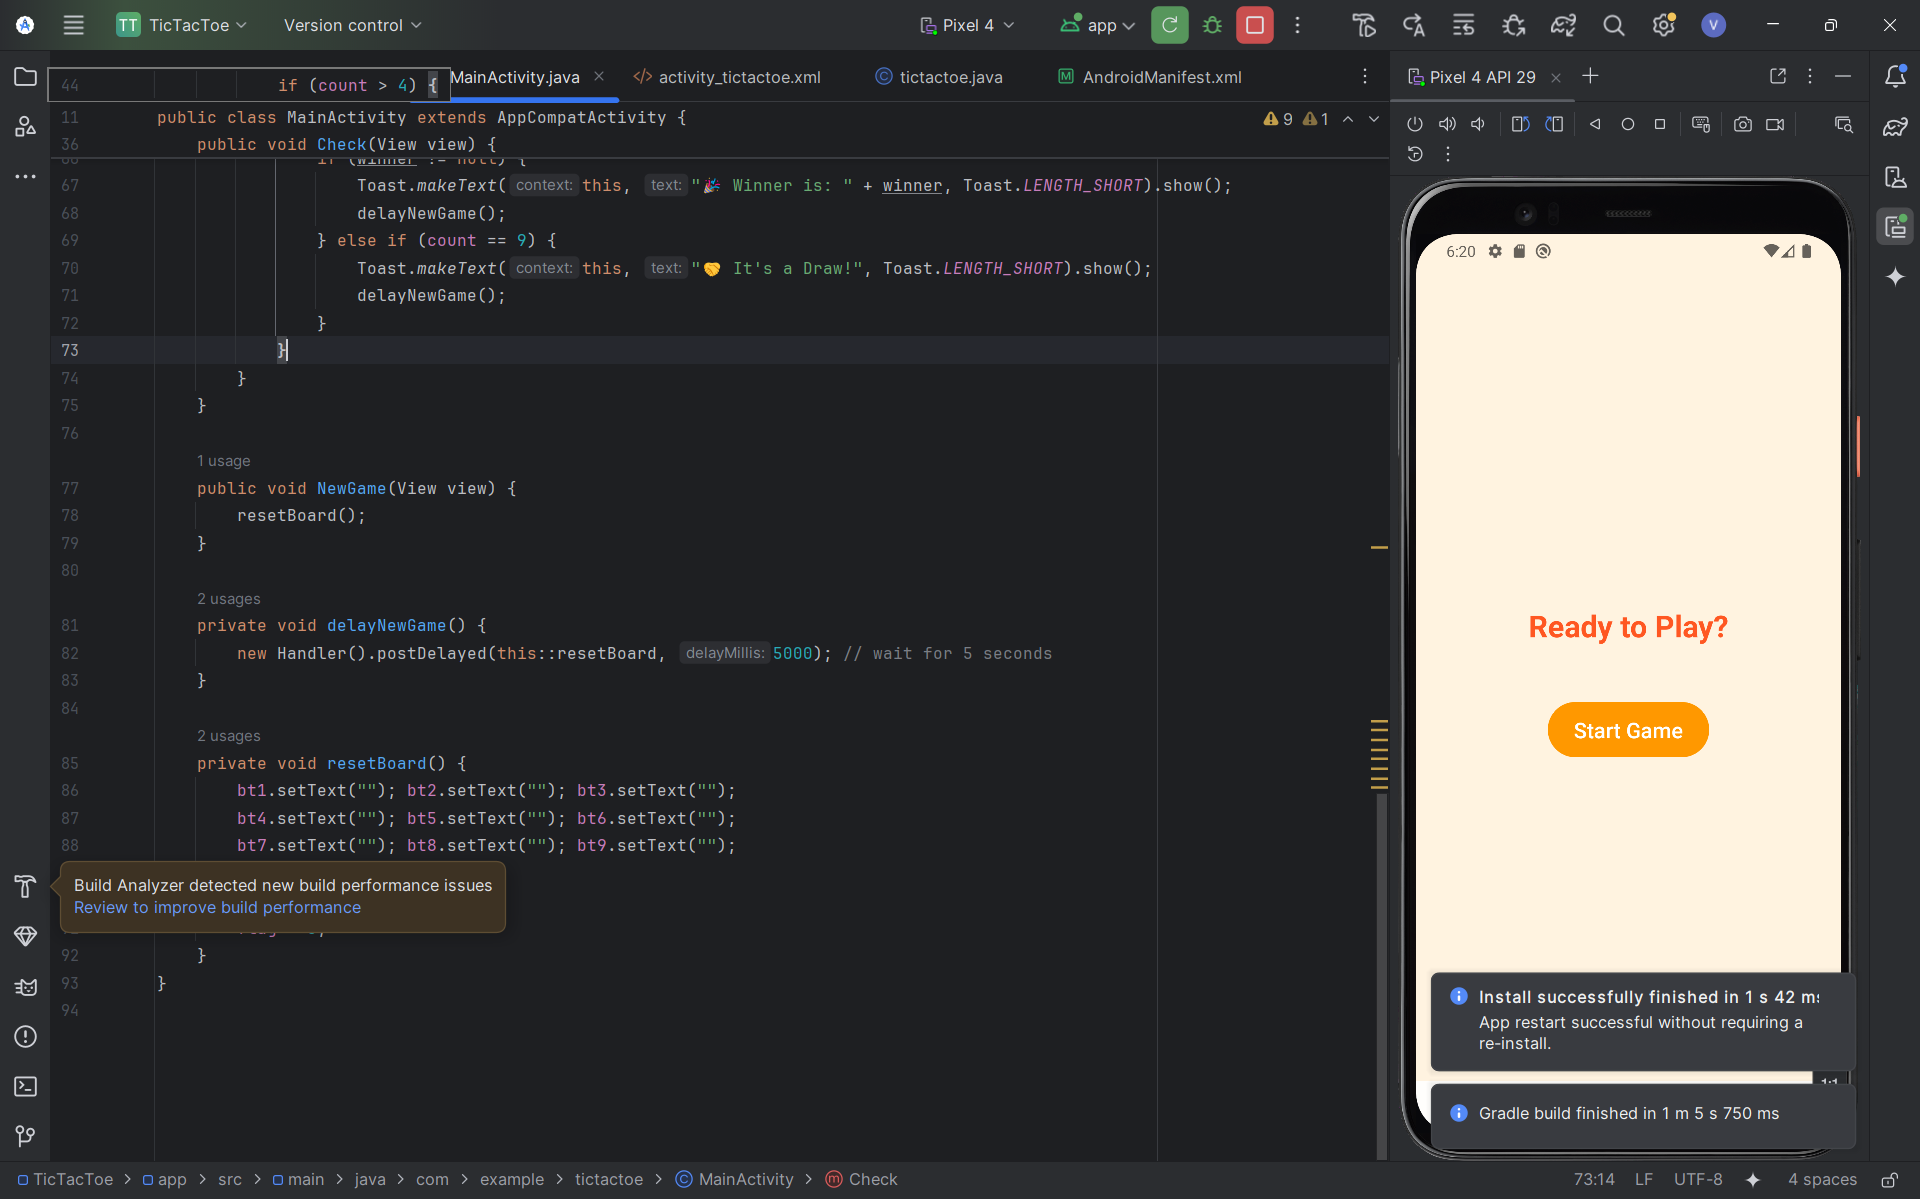 TT TicTacToe Version control Pixel 4 app V
44 if (count > 4) {
MainActivity.java activity_tictactoe.xml tictactoe.java AndroidManifest.xml
Pixel 4 API 29
11 public class MainActivity extends AppCompatActivity { 9 1
36 public void Check(View view) {
if (winner != null) {
67 Toast.makeText( context: this, text: "🎉 Winner is: " + winner, Toast.LENGTH_SHORT).show();
68 delayNewGame();
69 } else if (count == 9) {
70 Toast.makeText( context: this, text: "🤝 It's a Draw!", Toast.LENGTH_SHORT).show();
71 delayNewGame();
72 }
73 }
74 }
75 }
76
1 usage
77 public void NewGame(View view) {
78 resetBoard();
79 }
80
2 usages
81 private void delayNewGame() {
82 new Handler().postDelayed(this::resetBoard, delayMillis: 5000); // wait for 5 seconds
83 }
84
2 usages
85 private void resetBoard() {
86 bt1.setText(""); bt2.setText(""); bt3.setText("");
87 bt4.setText(""); bt5.setText(""); bt6.setText("");
88 bt7.setText(""); bt8.setText(""); bt9.setText("");
Build Analyzer detected new build performance issues
Review to improve build performance
92 }
93 }
94
6:20
Ready to Play?
Start Game
Install successfully finished in 1 s 42 ms
App restart successful without requiring a
re-install.
1:1
Gradle build finished in 1 m 5 s 750 ms
TicTacToe > app > src > main > java > com > example > tictactoe > MainActivity > Check
73:14 LF UTF-8 4 spaces